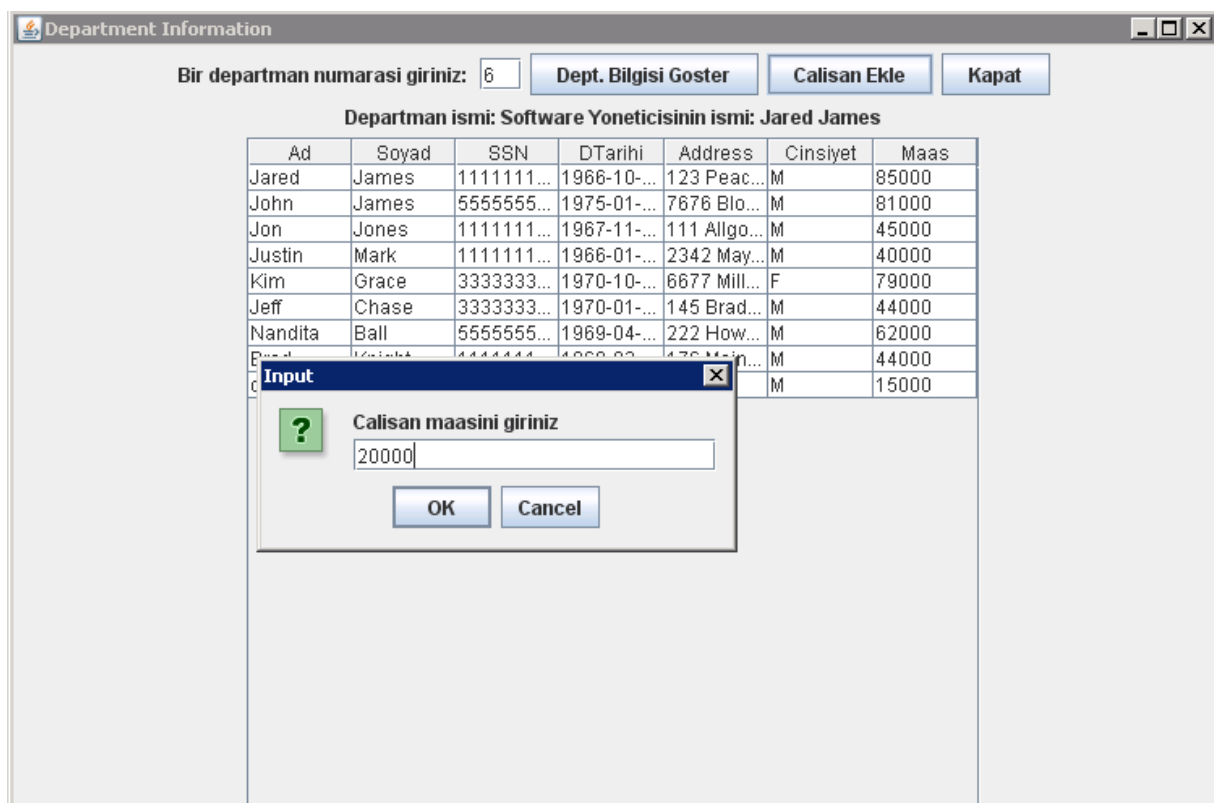 Department Information
Bir departman numarasi giriniz: 6 Dept. Bilgisi Goster Calisan Ekle Kapat
Departman ismi: Software Yoneticisinin ismi: Jared James
Ad Soyad SSN DTarihi Address Cinsiyet Maas
Jared James 1111111... 1966-10-... 123 Peac... M 85000
John James 5555555... 1975-01-... 7676 Blo... M 81000
Jon Jones 1111111... 1967-11-... 111 Allgo... M 45000
Justin Mark 1111111... 1966-01-... 2342 May... M 40000
Kim Grace 3333333... 1970-10-... 6677 Mill... F 79000
Jeff Chase 3333333... 1970-01-... 145 Brad... M 44000
Nandita Ball 5555555... 1969-04-... 222 How... M 62000
M 44000
M 15000
Input
Calisan maasini giriniz
20000
OK Cancel